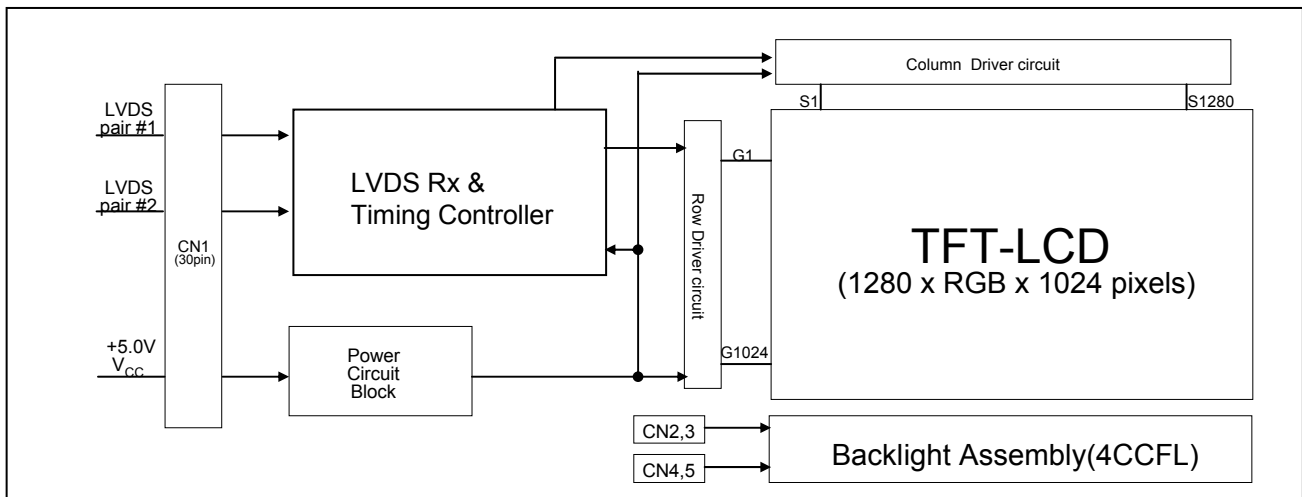 Column  Driver circuit
S1
S1280
LVDS
pair #1
LVDS
pair #2
CN1
(30pin)
LVDS Rx &
Timing Controller
Row Driver circuit
G1
G1024
TFT-LCD
(1280 x RGB x 1024 pixels)
+5.0V
VCC
Power
Circuit
Block
CN2,3
CN4,5
Backlight Assembly(4CCFL)